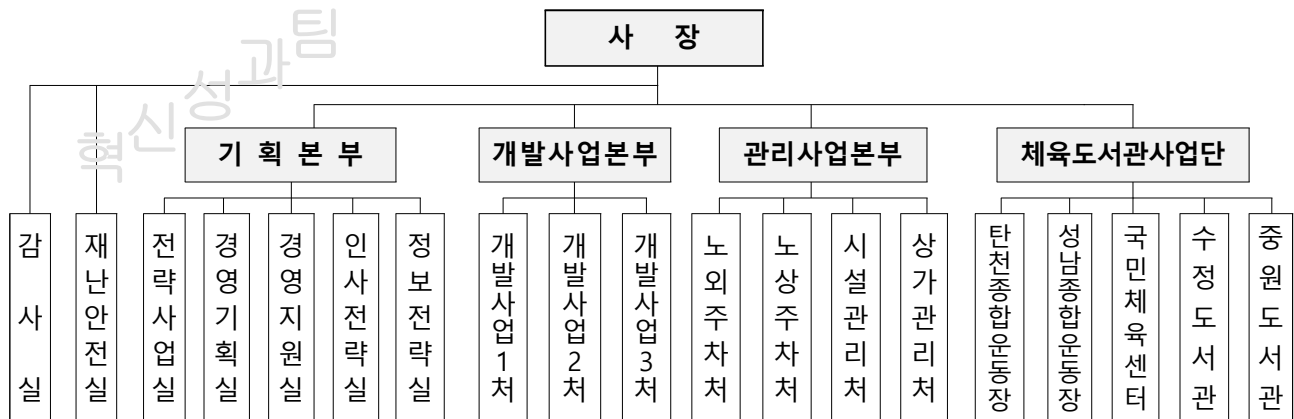 사 장
혁신성과팀
기 획 본 부
개발사업본부
관리사업본부
체육도서관사업단
감 사 실
재난안전실
전략사업실
경영기획실
경영지원실
인사전략실
정보전략실
개발사업1처
개발사업2처
개발사업3처
노외주차처
노상주차처
시설관리처
상가관리처
탄천종합운동장
성남종합운동장
국민체육센터
수정도서관
중원도서관